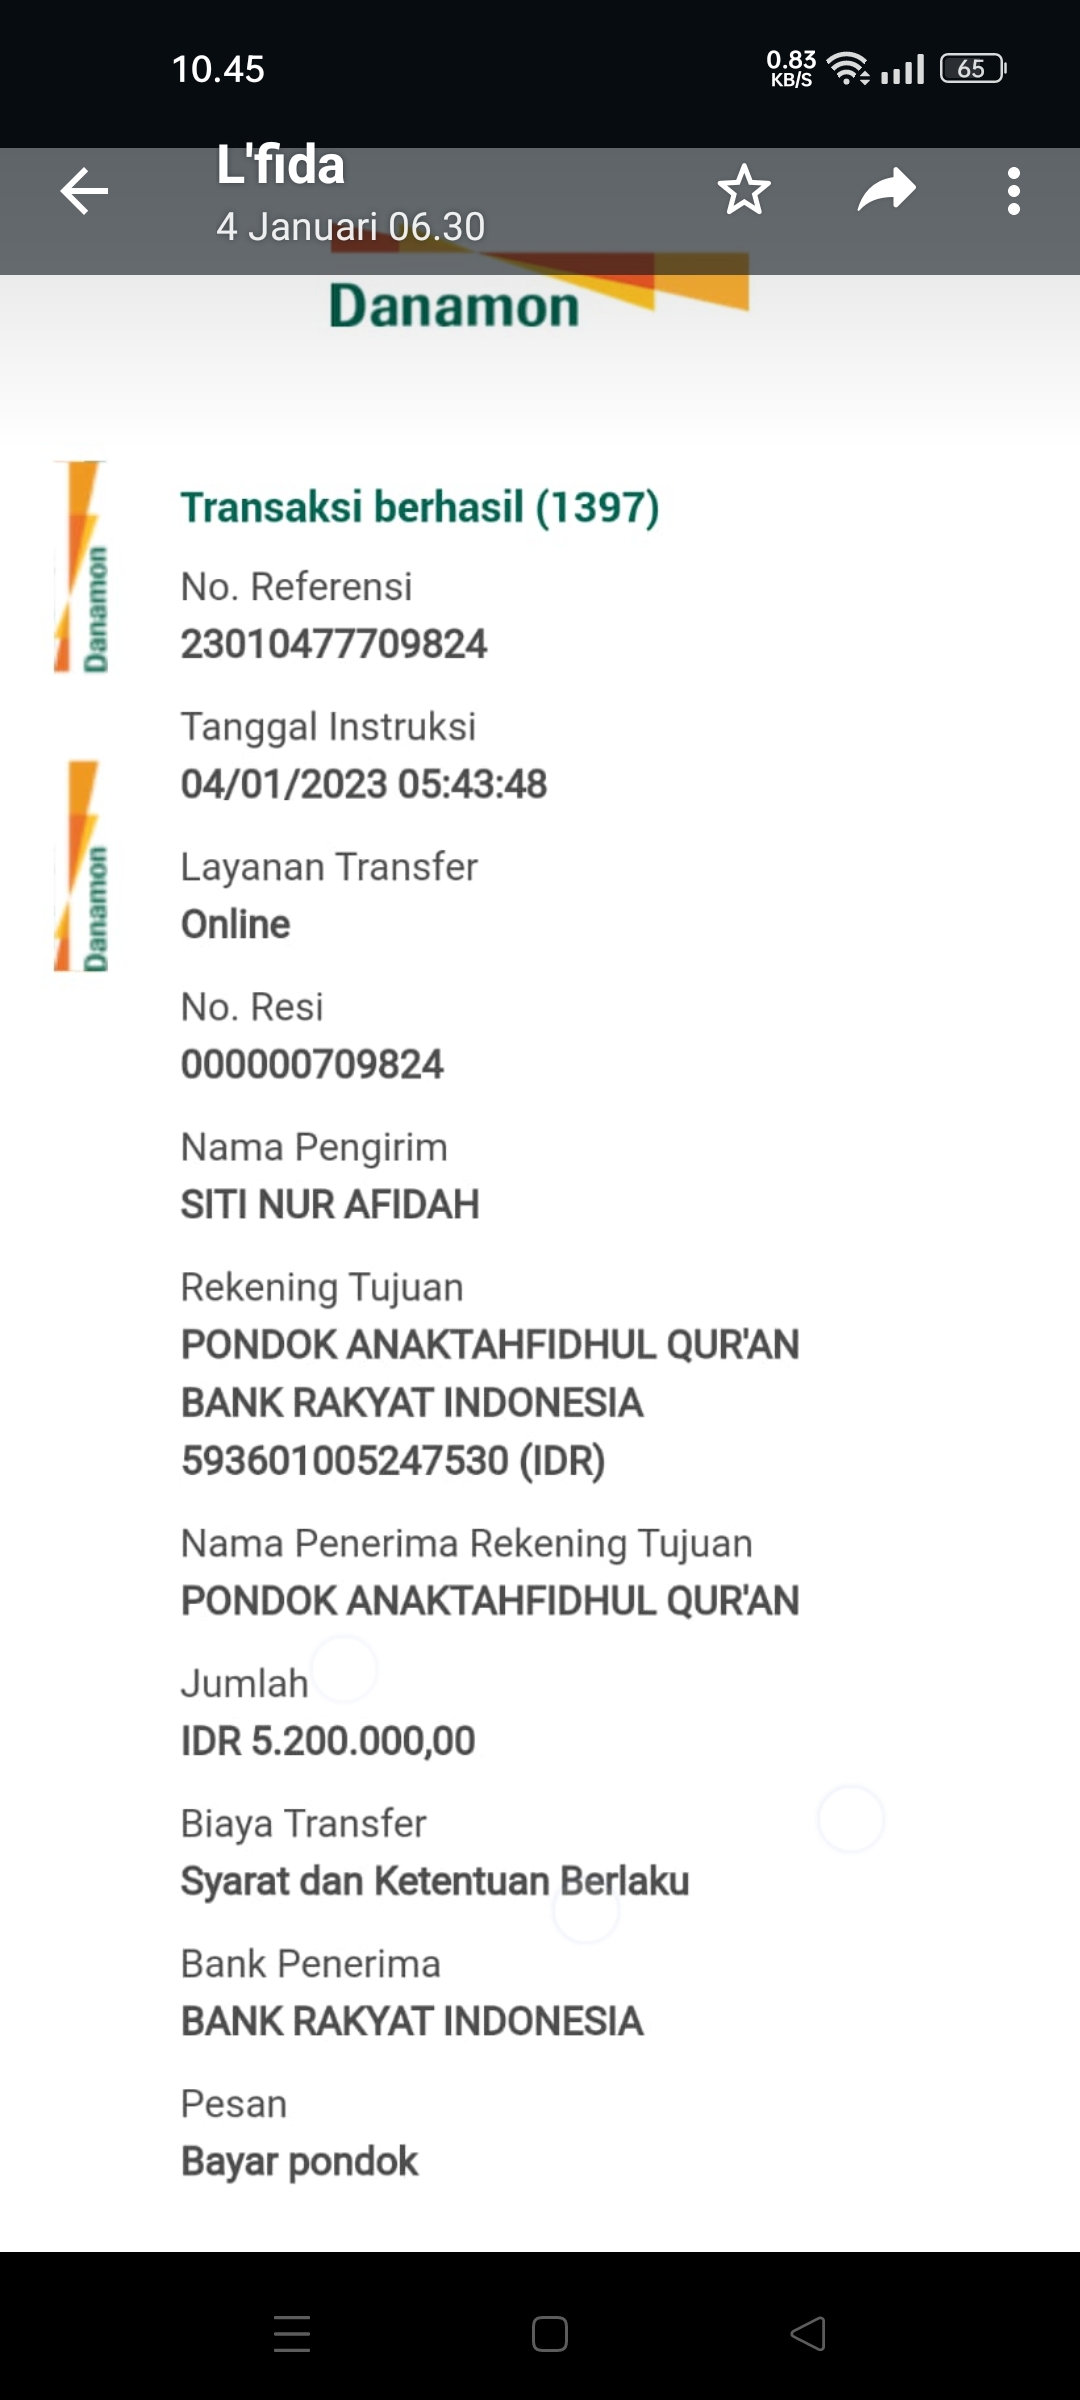 10.45
0.83
KB/S
65
L'fida
4 Januari 06.30
Danamon
Danamon
Danamon
Transaksi berhasil (1397)
No. Referensi
23010477709824
Tanggal Instruksi
04/01/2023 05:43:48
Layanan Transfer
Online
No. Resi
000000709824
Nama Pengirim
SITI NUR AFIDAH
Rekening Tujuan
PONDOK ANAKTAHFIDHUL QUR'AN
BANK RAKYAT INDONESIA
593601005247530 (IDR)
Nama Penerima Rekening Tujuan
PONDOK ANAKTAHFIDHUL QUR'AN
Jumlah
IDR 5.200.000,00
Biaya Transfer
Syarat dan Ketentuan Berlaku
Bank Penerima
BANK RAKYAT INDONESIA
Pesan
Bayar pondok